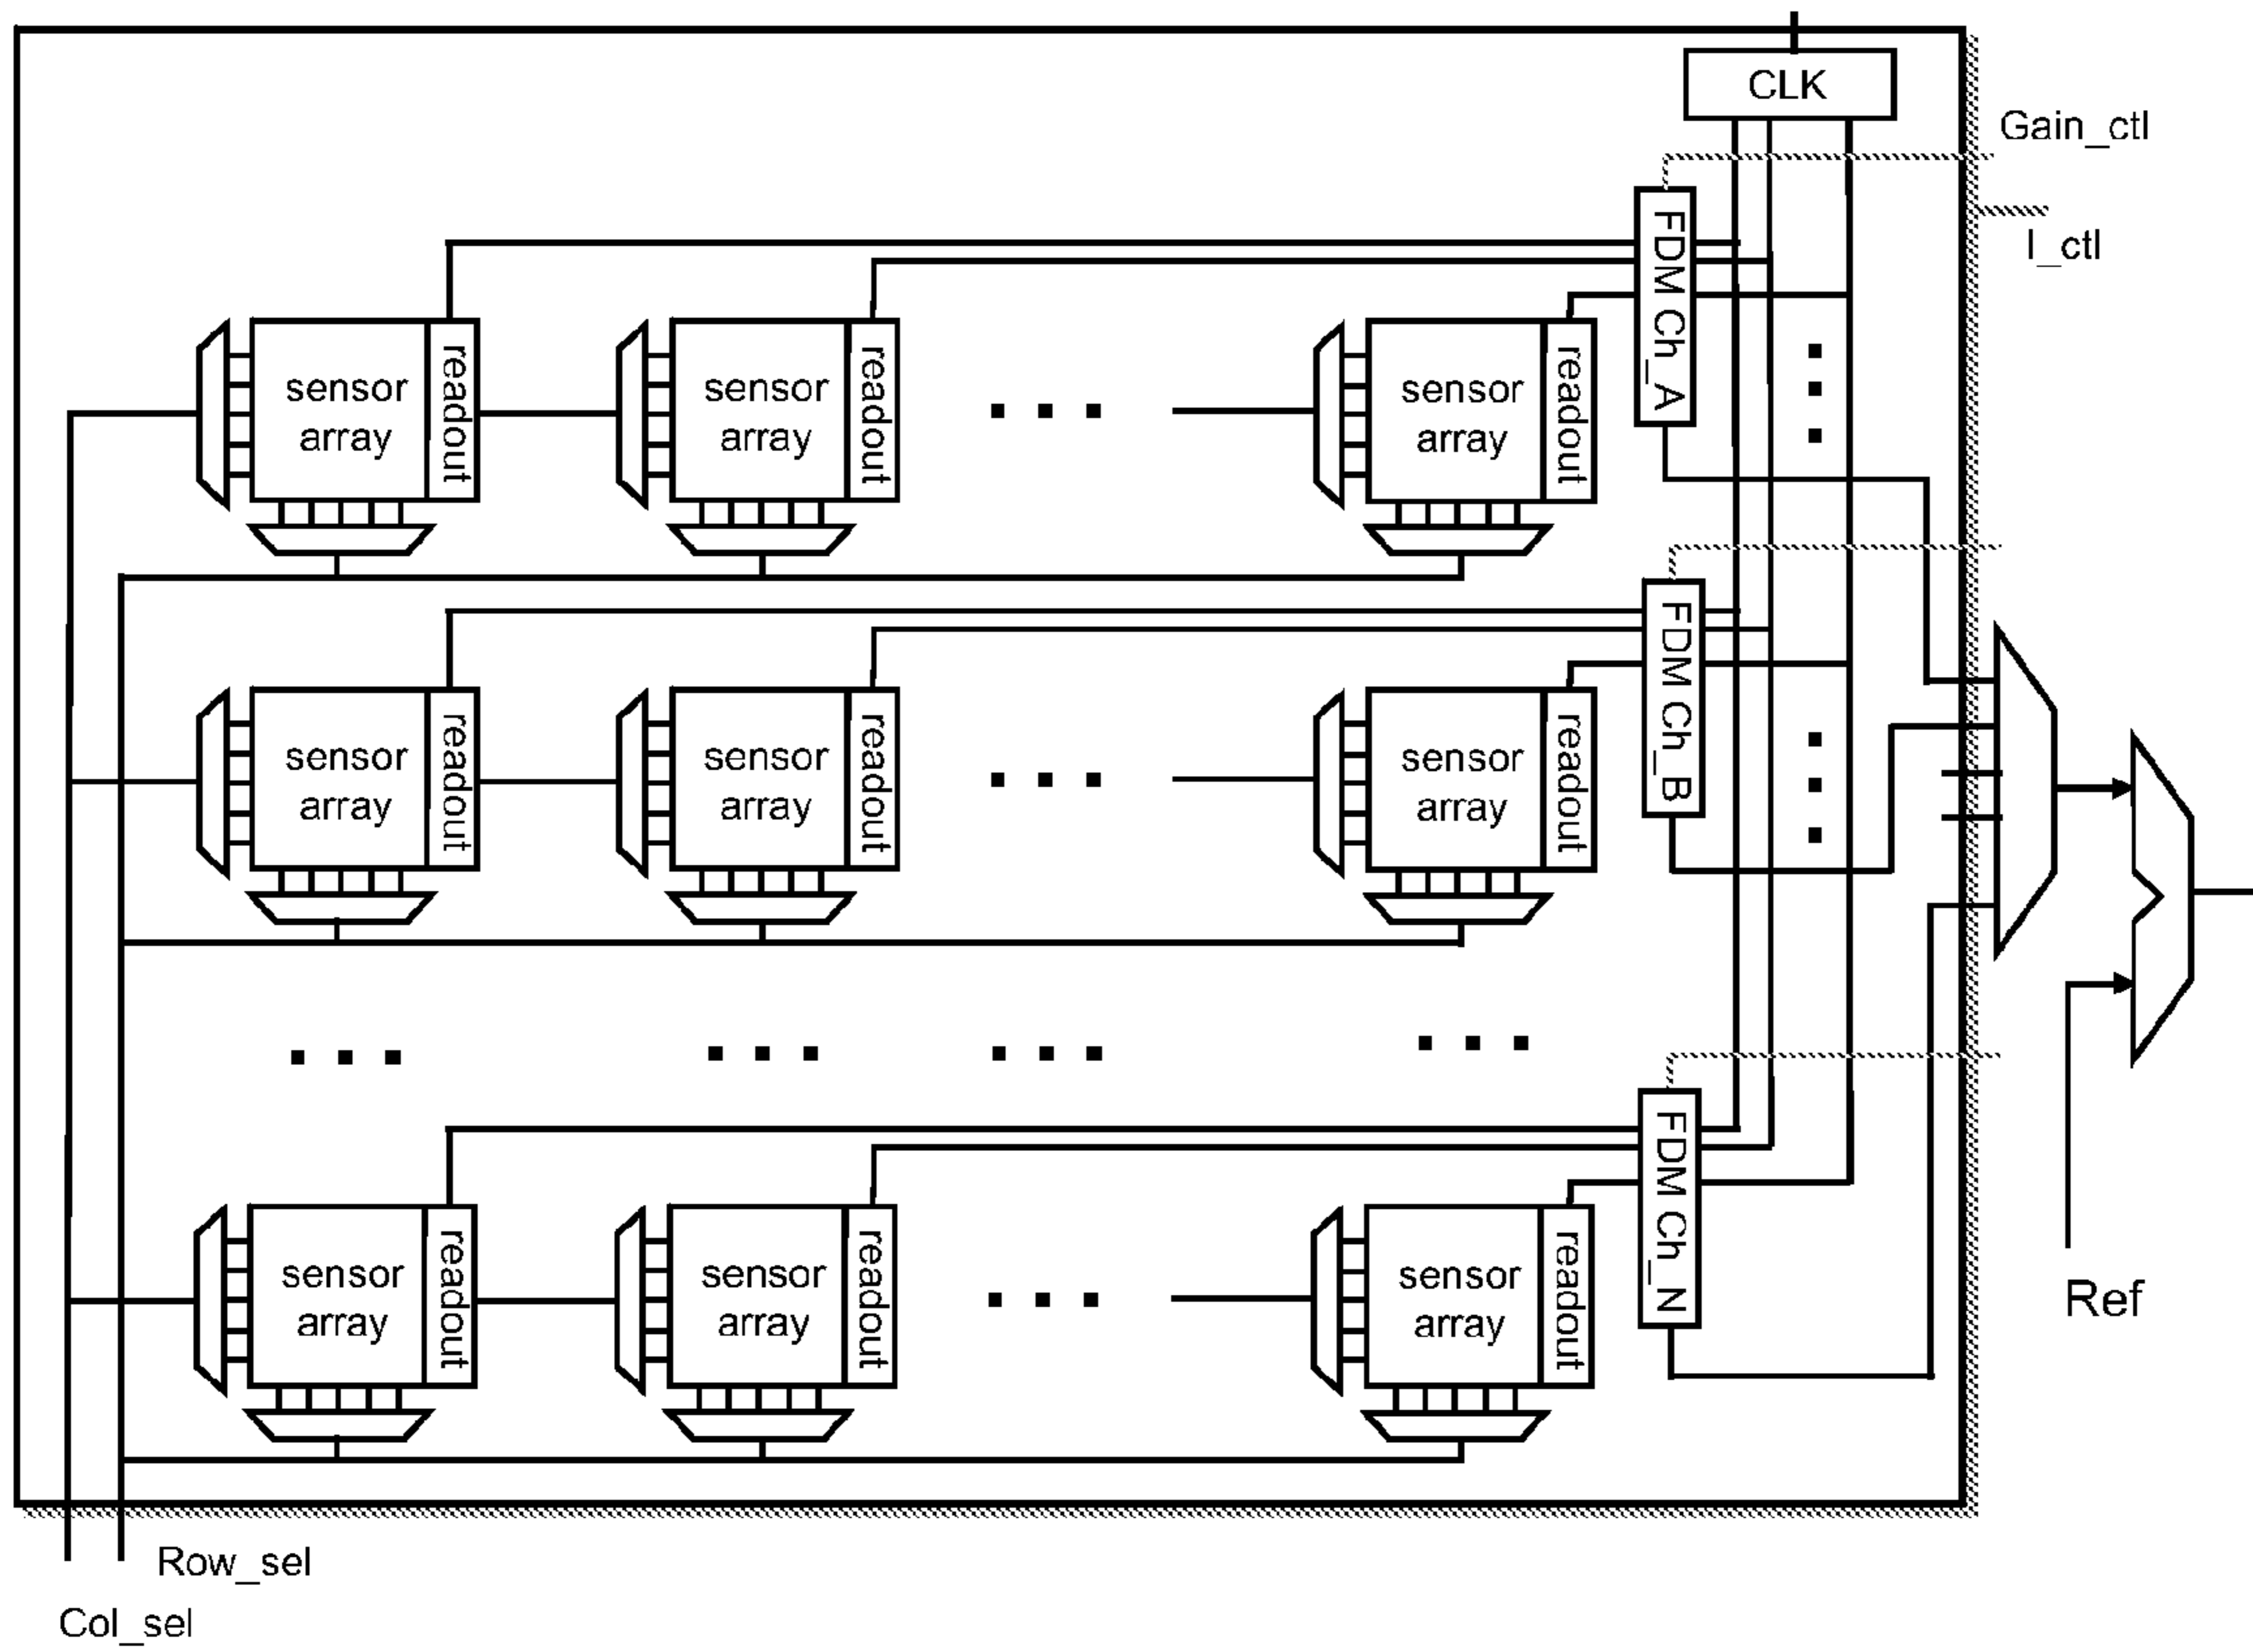 CLK
Gain_ctl
I_ctl
FDM Ch_A
sensor
array
readout
sensor
array
readout
sensor
array
readout
FDM Ch_B
sensor
array
readout
sensor
array
readout
sensor
array
readout
FDM Ch_N
sensor
array
readout
sensor
array
readout
sensor
array
readout
Ref
Row_sel
Col_sel